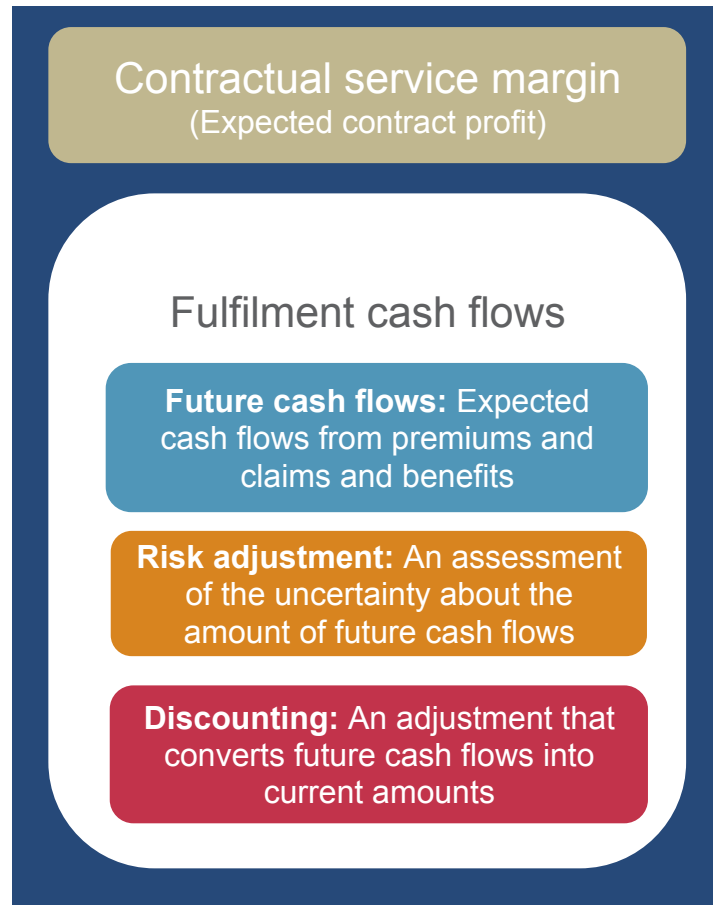 Contractual service margin
(Expected contract profit)
Fulfilment cash flows
Future cash flows: Expected
cash flows from premiums and
claims and benefits
Risk adjustment: An assessment
of the uncertainty about the
amount of future cash flows
Discounting: An adjustment that
converts future cash flows into
current amounts